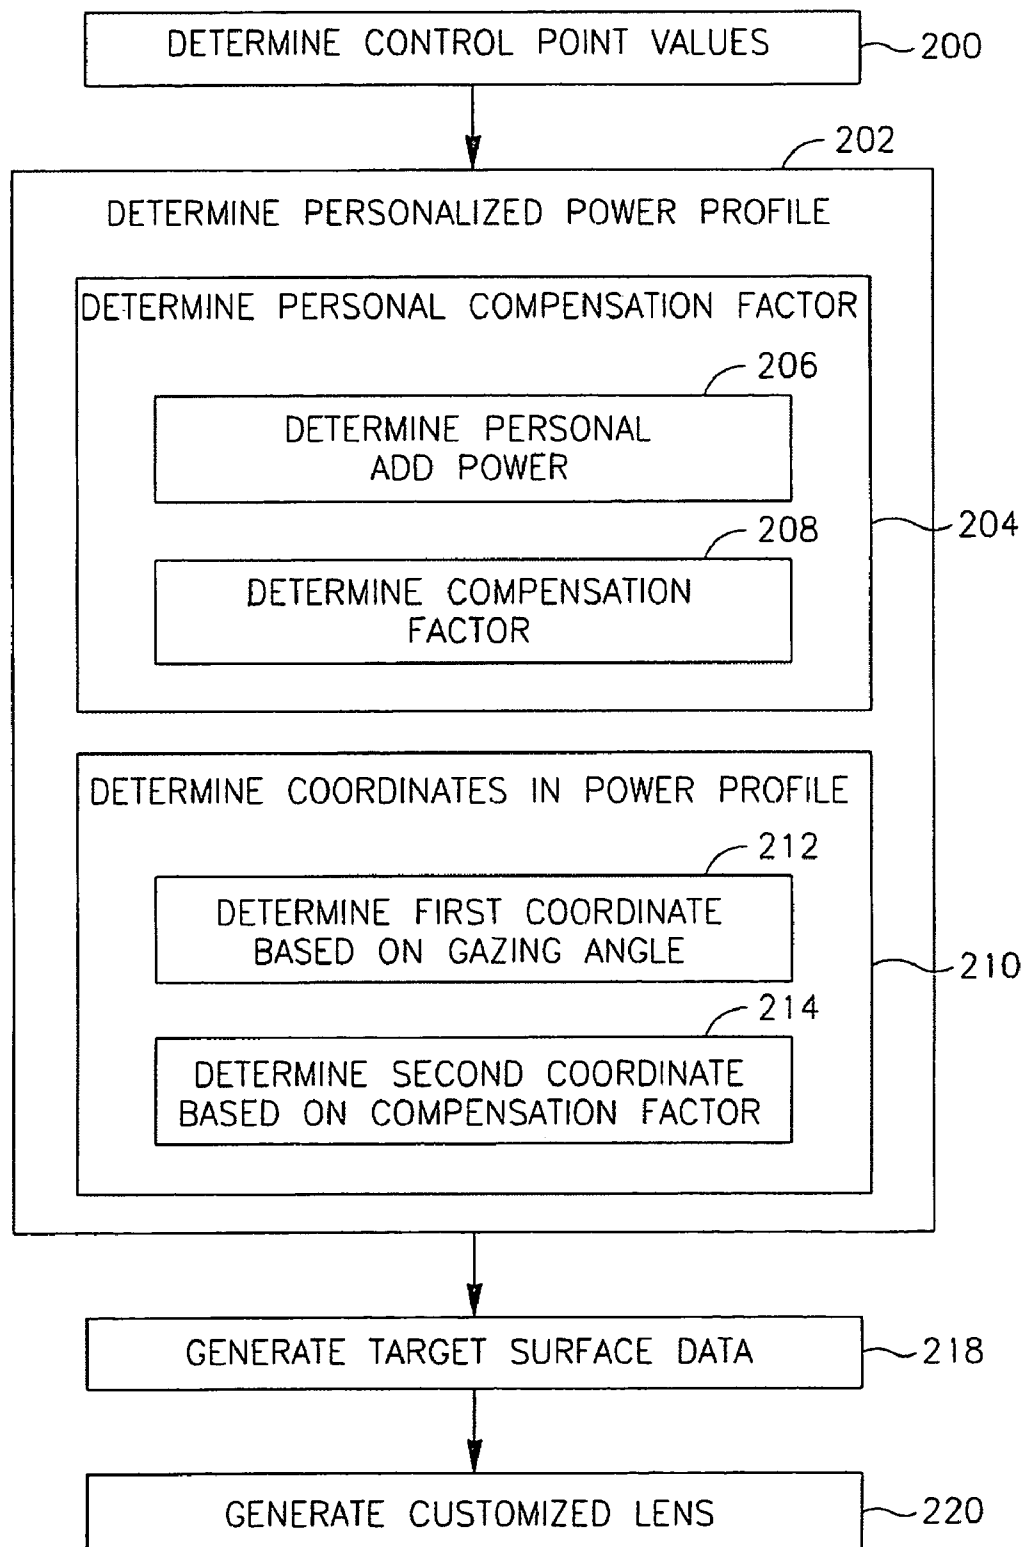 DETERMINE CONTROL POINT VALUES
200
202
DETERMINE PERSONALIZED POWER PROFILE
DETERMINE PERSONAL COMPENSATION FACTOR
206
DETERMINE PERSONAL
ADD POWER
204
208
DETERMINE COMPENSATION
FACTOR
DETERMINE COORDINATES IN POWER PROFILE
212
DETERMINE FIRST COORDINATE
BASED ON GAZING ANGLE
210
214
DETERMINE SECOND COORDINATE
BASED ON COMPENSATION FACTOR
GENERATE TARGET SURFACE DATA
218
GENERATE CUSTOMIZED LENS
220